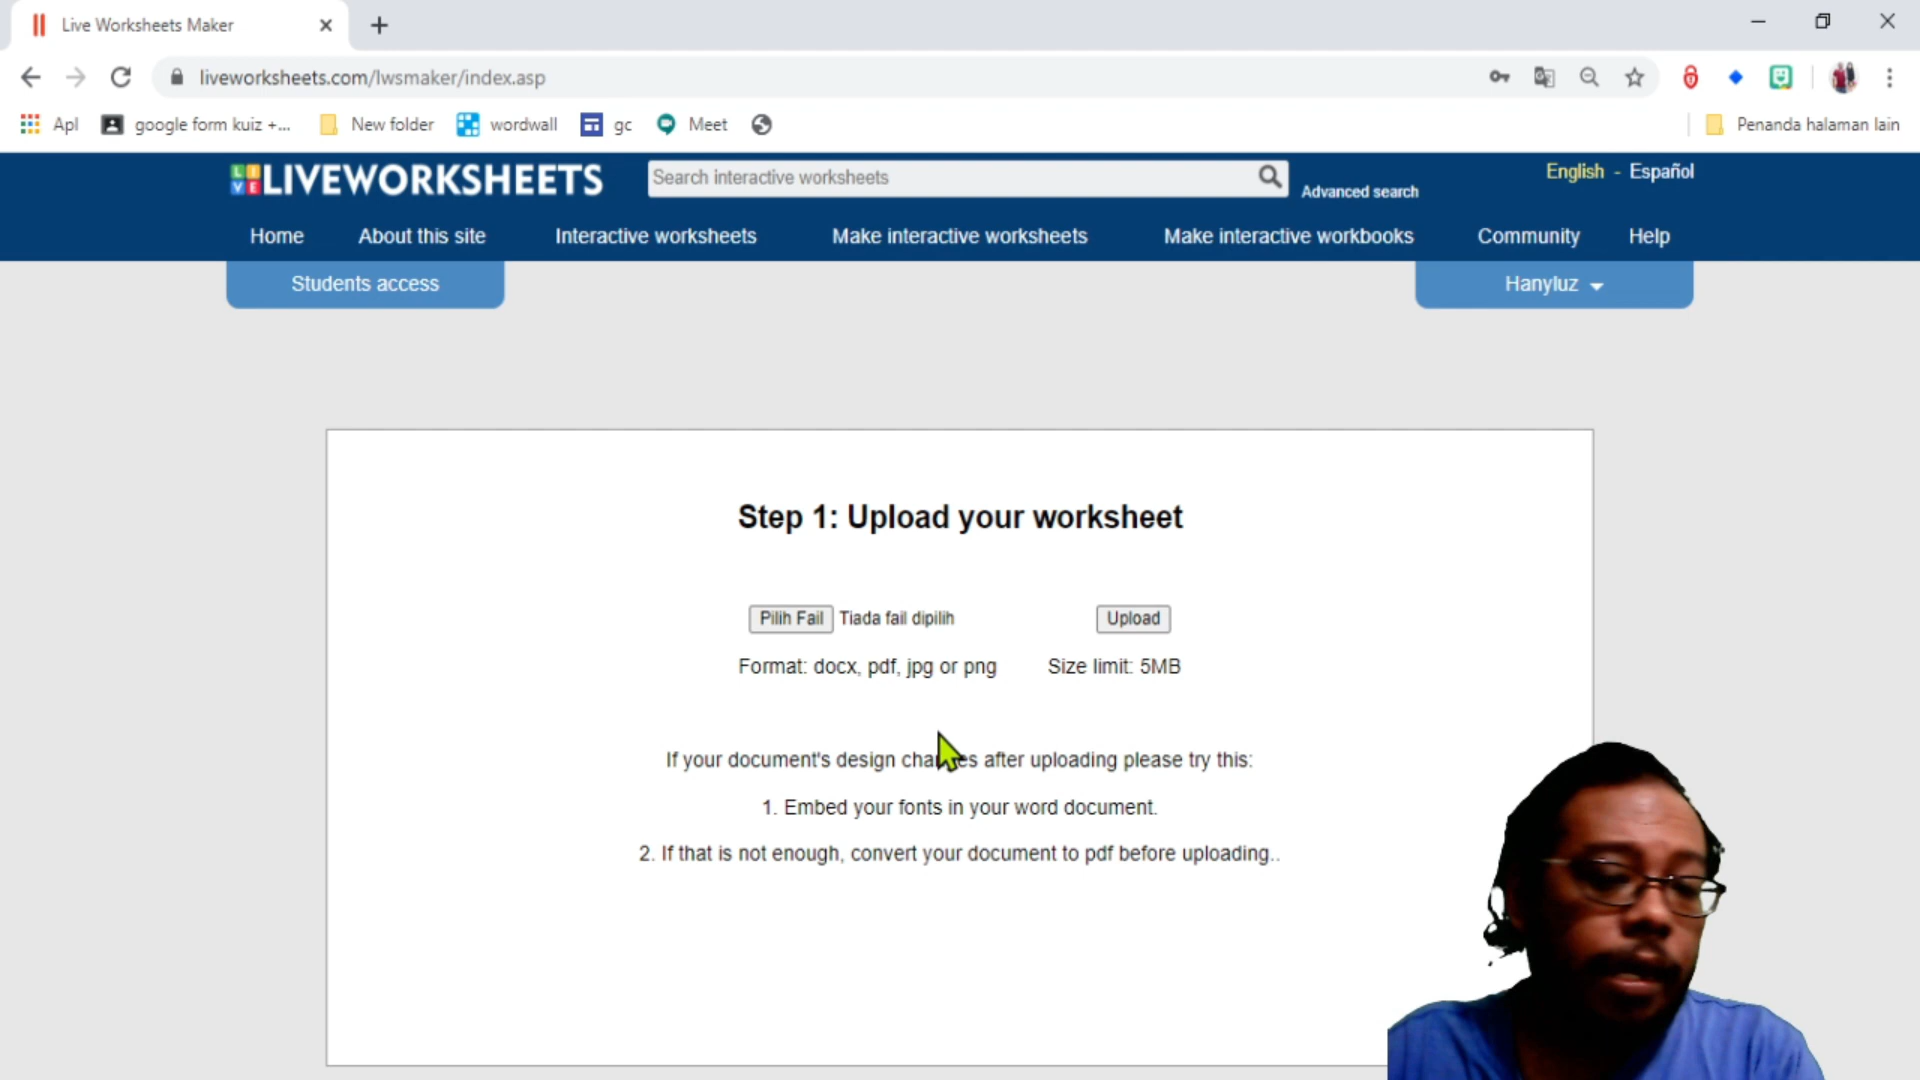 Live Worksheets Maker
liveworksheets.com/lwsmaker/index.asp
Apl google form kuiz +... New folder wordwall gc Meet Penanda halaman lain
LIVE LIVEWORKSHEETS Search interactive worksheets Advanced search English - Español
Home About this site Interactive worksheets Make interactive worksheets Make interactive workbooks Community Help
Students access Hanyluz
Step 1: Upload your worksheet
Pilih Fail Tiada fail dipilih Upload
Format: docx, pdf, jpg or png Size limit: 5MB
If your document's design changes after uploading please try this:
1. Embed your fonts in your word document.
2. If that is not enough, convert your document to pdf before uploading..